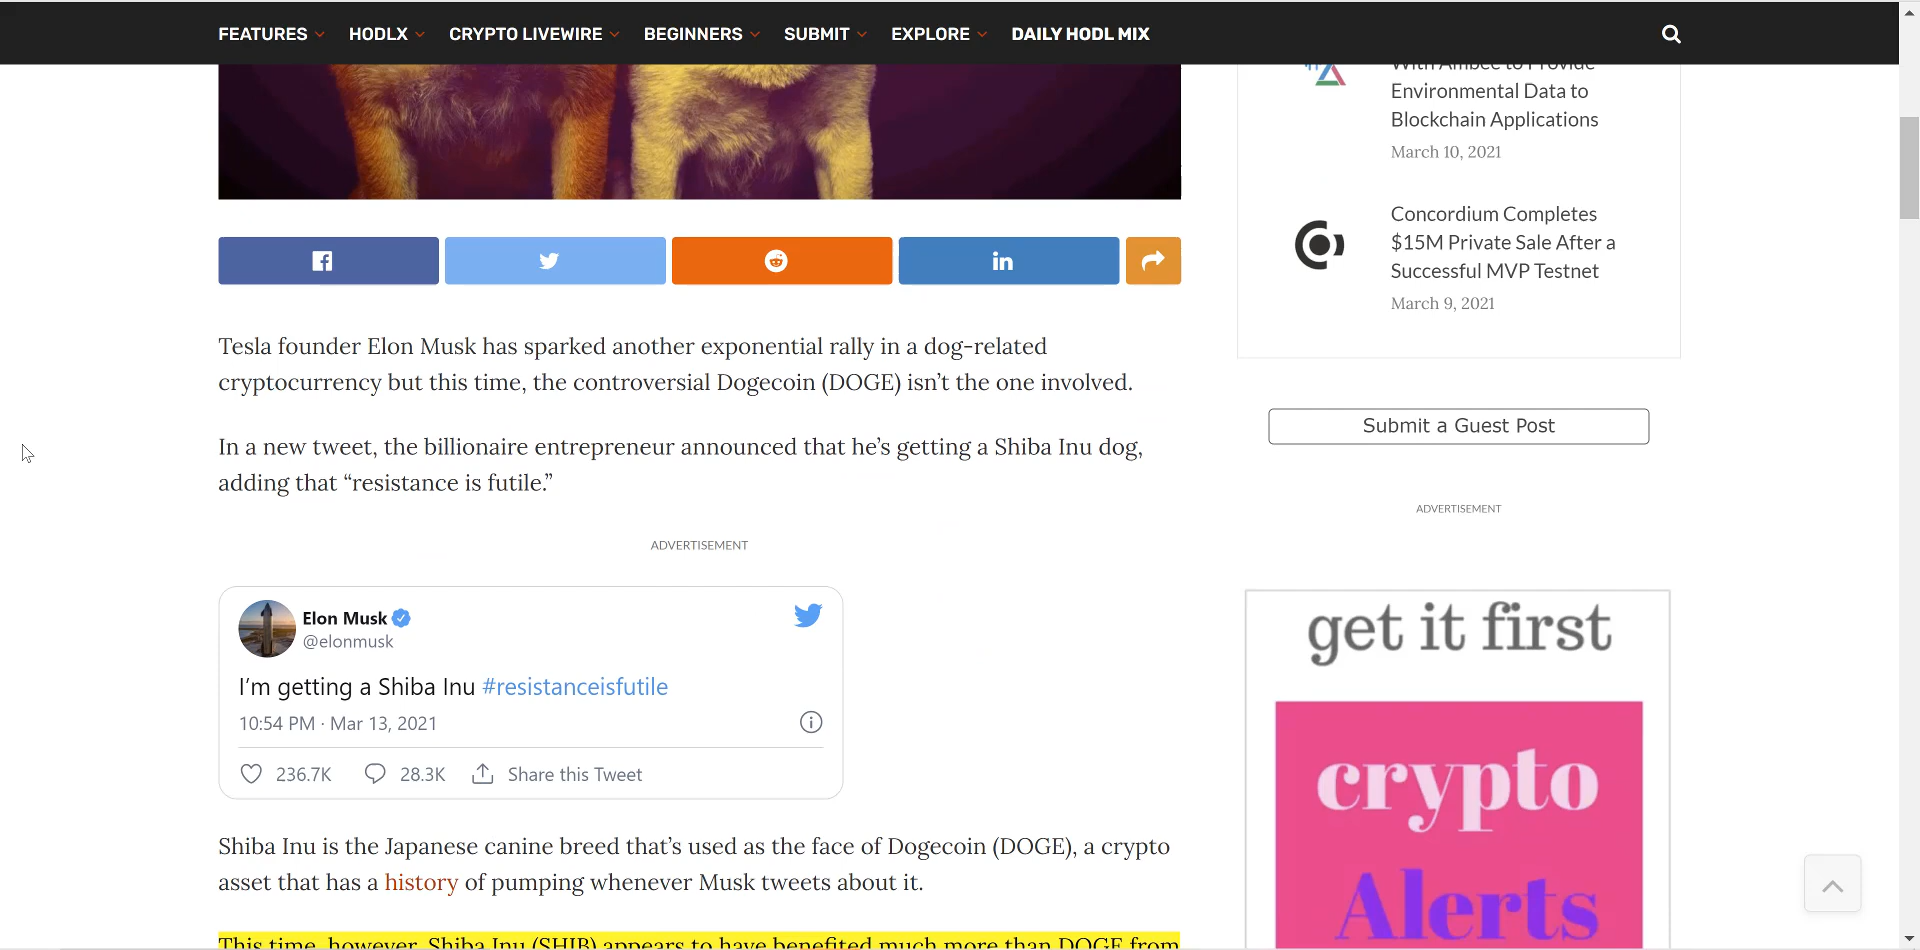 FEATURES HODLX CRYPTO LIVEWIRE BEGINNERS SUBMIT EXPLORE DAILY HODL MIX
With Ambee to Provide
Environmental Data to
Blockchain Applications
March 10, 2021
Concordium Completes
$15M Private Sale After a
Successful MVP Testnet
March 9, 2021
Tesla founder Elon Musk has sparked another exponential rally in a dog-related
cryptocurrency but this time, the controversial Dogecoin (DOGE) isn’t the one involved.
In a new tweet, the billionaire entrepreneur announced that he’s getting a Shiba Inu dog,
adding that “resistance is futile.”
ADVERTISEMENT
Elon Musk
@elonmusk
I’m getting a Shiba Inu #resistanceisfutile
10:54 PM · Mar 13, 2021
236.7K 28.3K Share this Tweet
Shiba Inu is the Japanese canine breed that’s used as the face of Dogecoin (DOGE), a crypto
asset that has a history of pumping whenever Musk tweets about it.
This time, however, Shiba Inu (SHIB) appears to have benefited much more than DOGE from
Submit a Guest Post
ADVERTISEMENT
get it first
crypto
Alerts